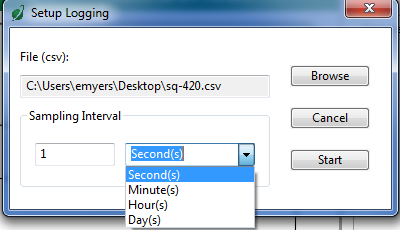 Setup Logging
File (csv):
C:\Users\emyers\Desktop\sq-420.csv
Browse
Sampling Interval
Cancel
1
Second(s)
Start
Second(s)
Minute(s)
Hour(s)
Day(s)